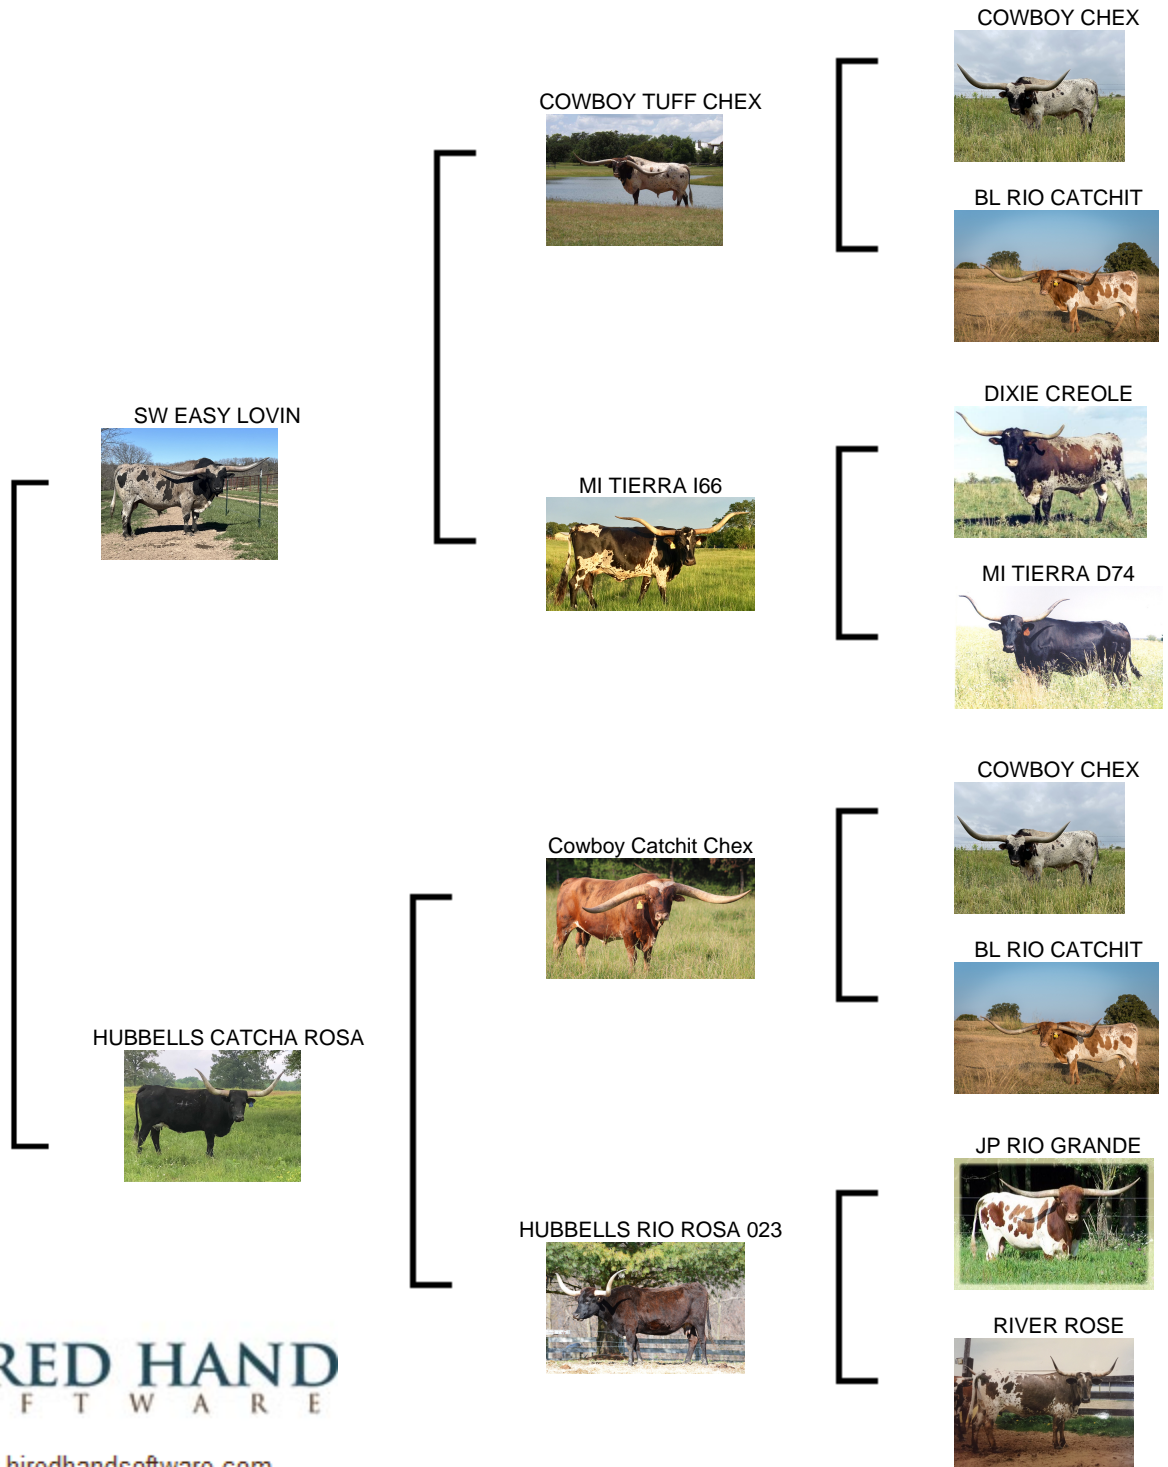 COWBOY CHEX
COWBOY TUFF CHEX
BL RIO CATCHIT
DIXIE CREOLE
SW EASY LOVIN
MI TIERRA I66
MI TIERRA D74
COWBOY CHEX
Cowboy Catchit Chex
BL RIO CATCHIT
HUBBELLS CATCHA ROSA
JP RIO GRANDE
HUBBELLS RIO ROSA 023
RIVER ROSE
RED HAND
F T W A R E
hiredhandsoftware.com